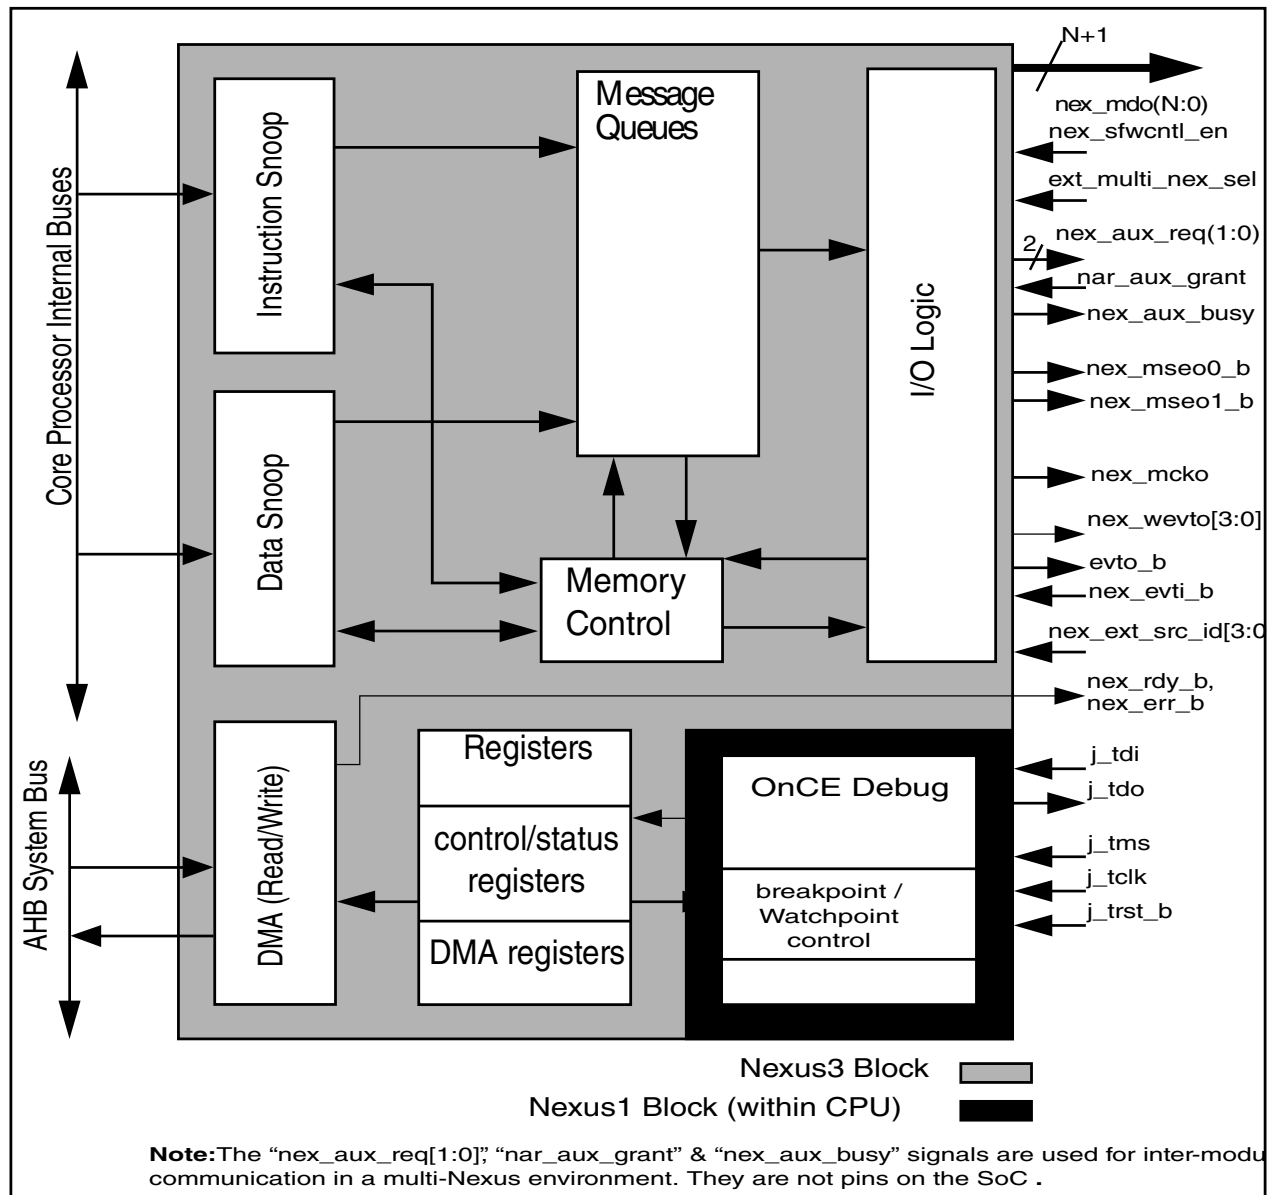 N+1
Message
Queues
nex_mdo(N:0)
nex_sfwcntl_en
Instruction Snoop
ext_multi_nex_sel
Core Processor Internal Buses
nex_aux_req(1:0)
2
nar_aux_grant
nex_aux_busy
I/O Logic
nex_mseo0_b
nex_mseo1_b
Data Snoop
nex_mcko
nex_wevto[3:0]
evto_b
Memory
Control
nex_evti_b
nex_ext_src_id[3:0
nex_rdy_b,
nex_err_b
AHB System Bus
DMA (Read/Write)
Registers
control/status
registers
DMA registers
OnCE Debug
breakpoint /
Watchpoint
control
j_tdi
j_tdo
j_tms
j_tclk
j_trst_b
Nexus3 Block
Nexus1 Block (within CPU)
Note:The “nex_aux_req[1:0]”, “nar_aux_grant” & “nex_aux_busy” signals are used for inter-modu
communication in a multi-Nexus environment. They are not pins on the SoC .